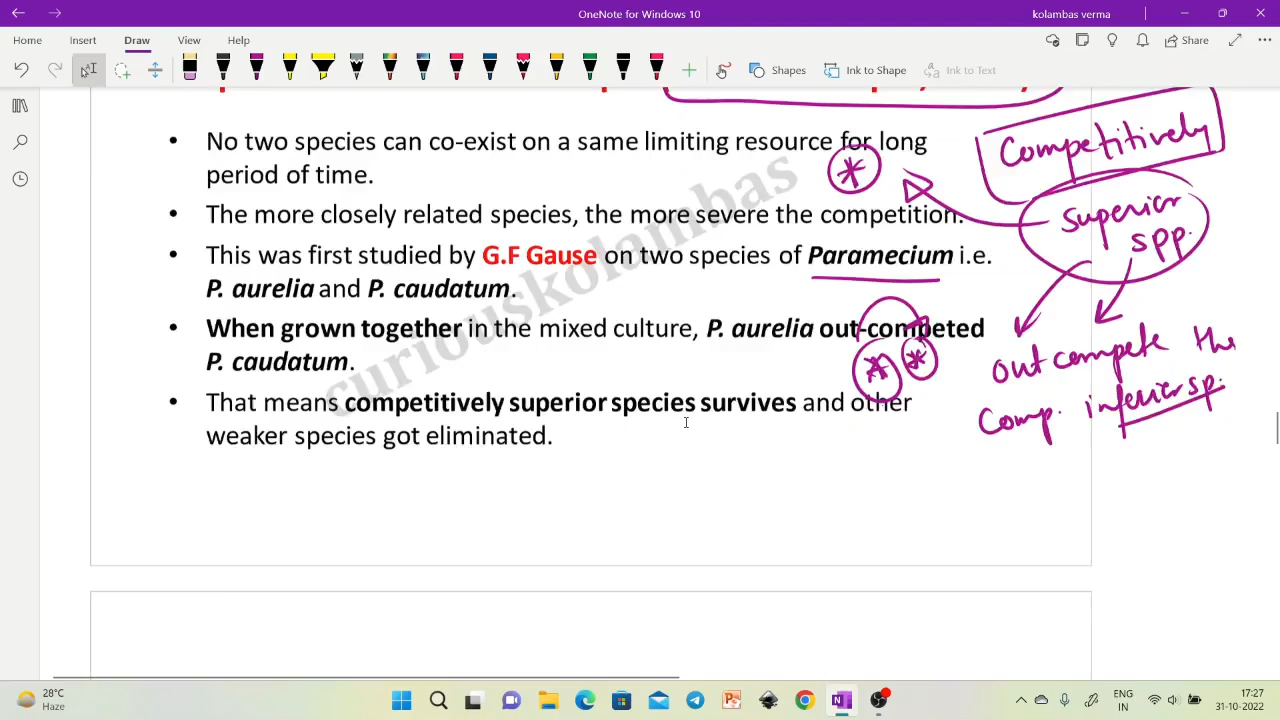 OneNote for Windows 10
kolambas verma
Home Insert Draw View Help
Share
Shapes
Ink to Shape
Ink to Text
No two species can co-exist on a same limiting resource for long
period of time.
The more closely related species, the more severe the competition.
This was first studied by G.F Gause on two species of Paramecium i.e.
P. aurelia and P. caudatum.
When grown together in the mixed culture, P. aurelia out-competed
P. caudatum.
That means competitively superior species survives and other
weaker species got eliminated.
curiouskolambas
Competitively
Superior
spp.
out compete the
Comp. inferior sp.
28°C
Haze
ENG
IN
17:27
31-10-2022